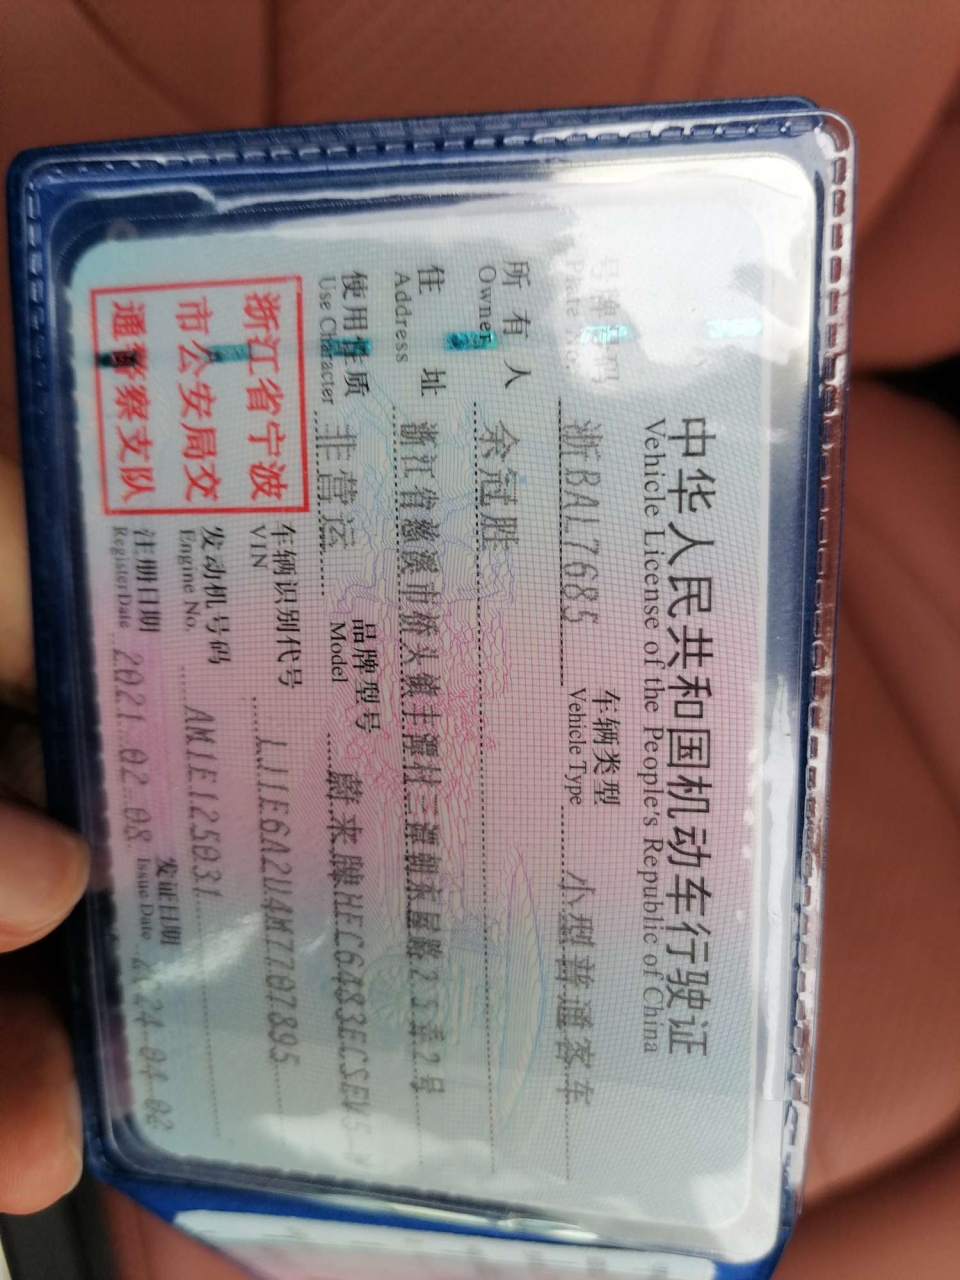 中华人民共和国机动车行驶证
Vehicle License of the People's Republic of China
号牌号码 浙BAL7685 车辆类型 小型普通客车
Plate No. Vehicle Type
所有人 余冠胜
Owner
住址 浙江省慈溪市桥头镇丰潭村三潭朝东屋路25弄2号
Address
使用性质 非营运 品牌型号 蔚来牌HFC6483ECSEV5-W
Use Character Model
浙江省宁波
市公安局交
通警察支队
车辆识别代号 LJ1E6A2U4M7707895
VIN
发动机号码 AM1E125031
Engine No.
注册日期 2021-02-08 发证日期 2024-04-02
Register Date Issue Date